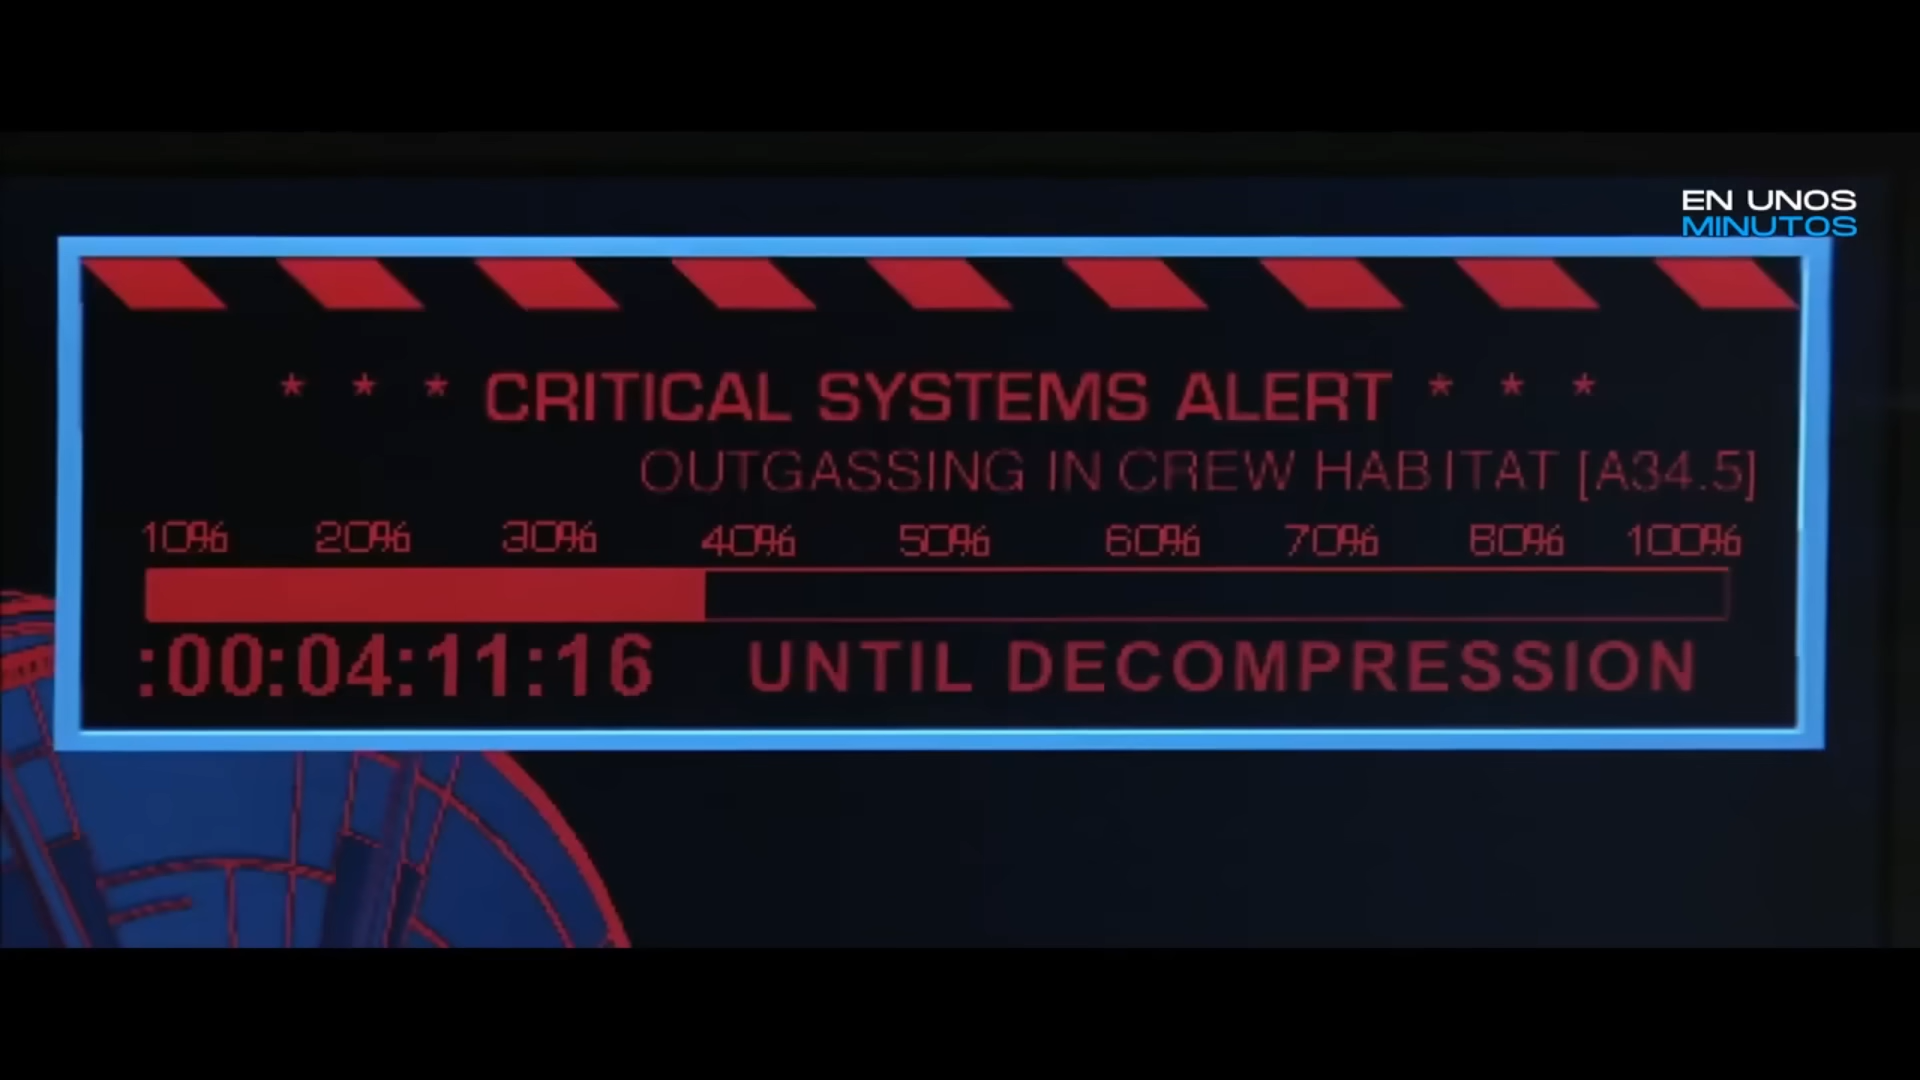 EN UNOS
MINUTOS
* * * CRITICAL SYSTEMS ALERT * * *
OUTGASSING IN CREW HABITAT [A34.5]
10% 20% 30% 40% 50% 60% 70% 80% 100%
:00:04:11:16 UNTIL DECOMPRESSION